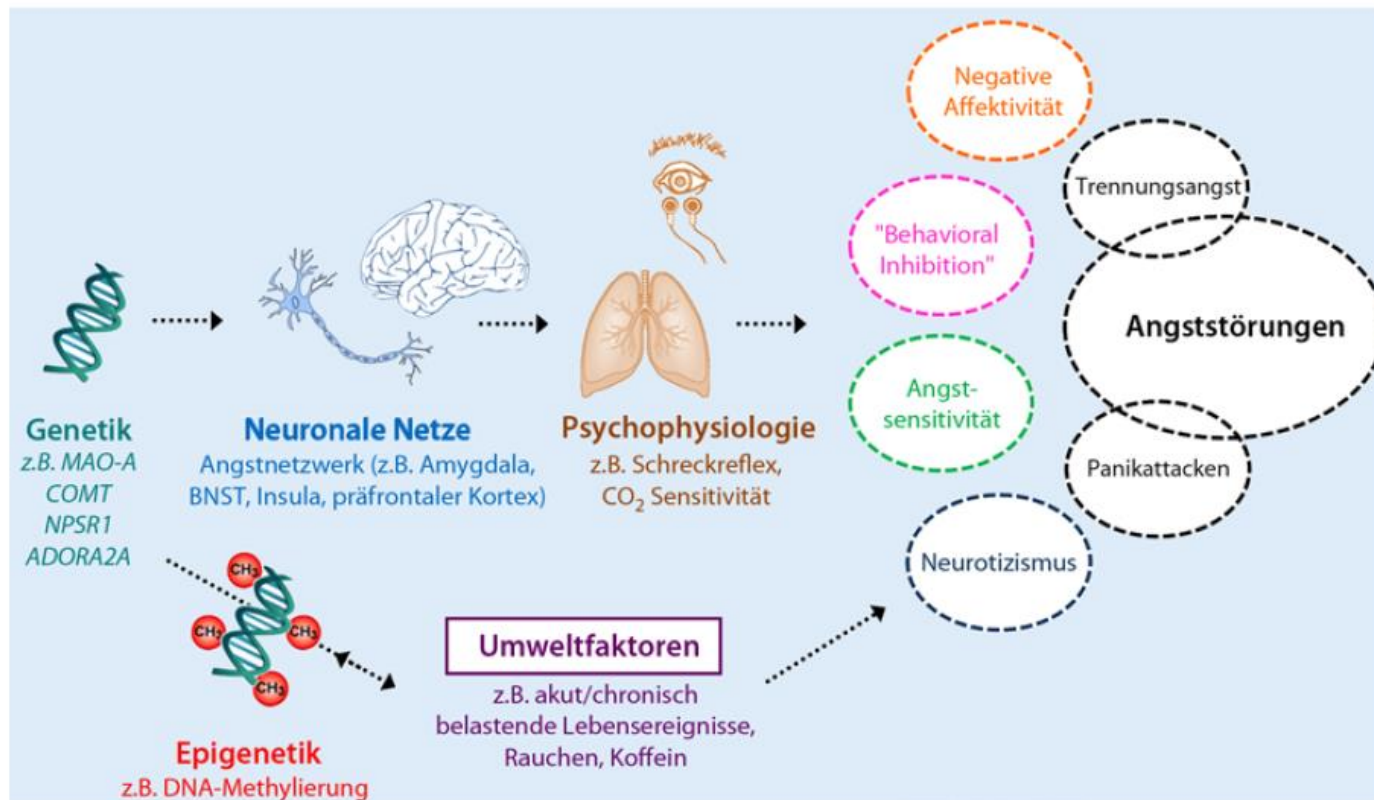 Genetik
z.B. MAO-A
COMT
NPSR1
ADORA2A
Neuronale Netze
Angstnetzwerk (z.B. Amygdala,
BNST, Insula, präfrontaler Kortex)
Psychophysiologie
z.B. Schreckreflex,
CO₂ Sensitivität
Negative
Affektivität
"Behavioral
Inhibition"
Angst-
sensitivität
Neurotizismus
Trennungsangst
Angststörungen
Panikattacken
CH₃
CH₃
CH₃
CH₃
Epigenetik
z.B. DNA-Methylierung
Umweltfaktoren
z.B. akut/chronisch
belastende Lebensereignisse,
Rauchen, Koffein